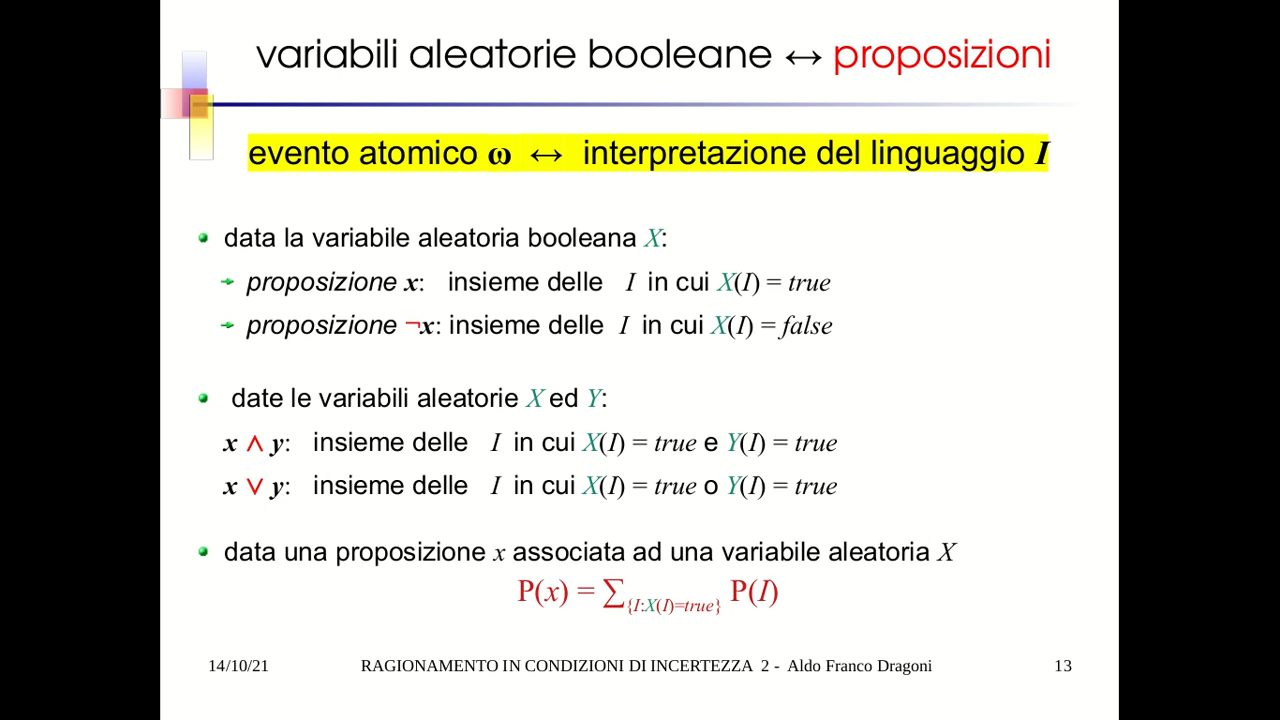 variabili aleatorie booleane ↔ proposizioni
evento atomico ω ↔ interpretazione del linguaggio I
data la variabile aleatoria booleana X:
proposizione x: insieme delle I in cui X(I) = true
proposizione ¬x: insieme delle I in cui X(I) = false
date le variabili aleatorie X ed Y:
x ∧ y: insieme delle I in cui X(I) = true e Y(I) = true
x ∨ y: insieme delle I in cui X(I) = true o Y(I) = true
data una proposizione x associata ad una variabile aleatoria X
P(x) = ∑{I:X(I)=true} P(I)
14/10/21 RAGIONAMENTO IN CONDIZIONI DI INCERTEZZA 2 - Aldo Franco Dragoni 13